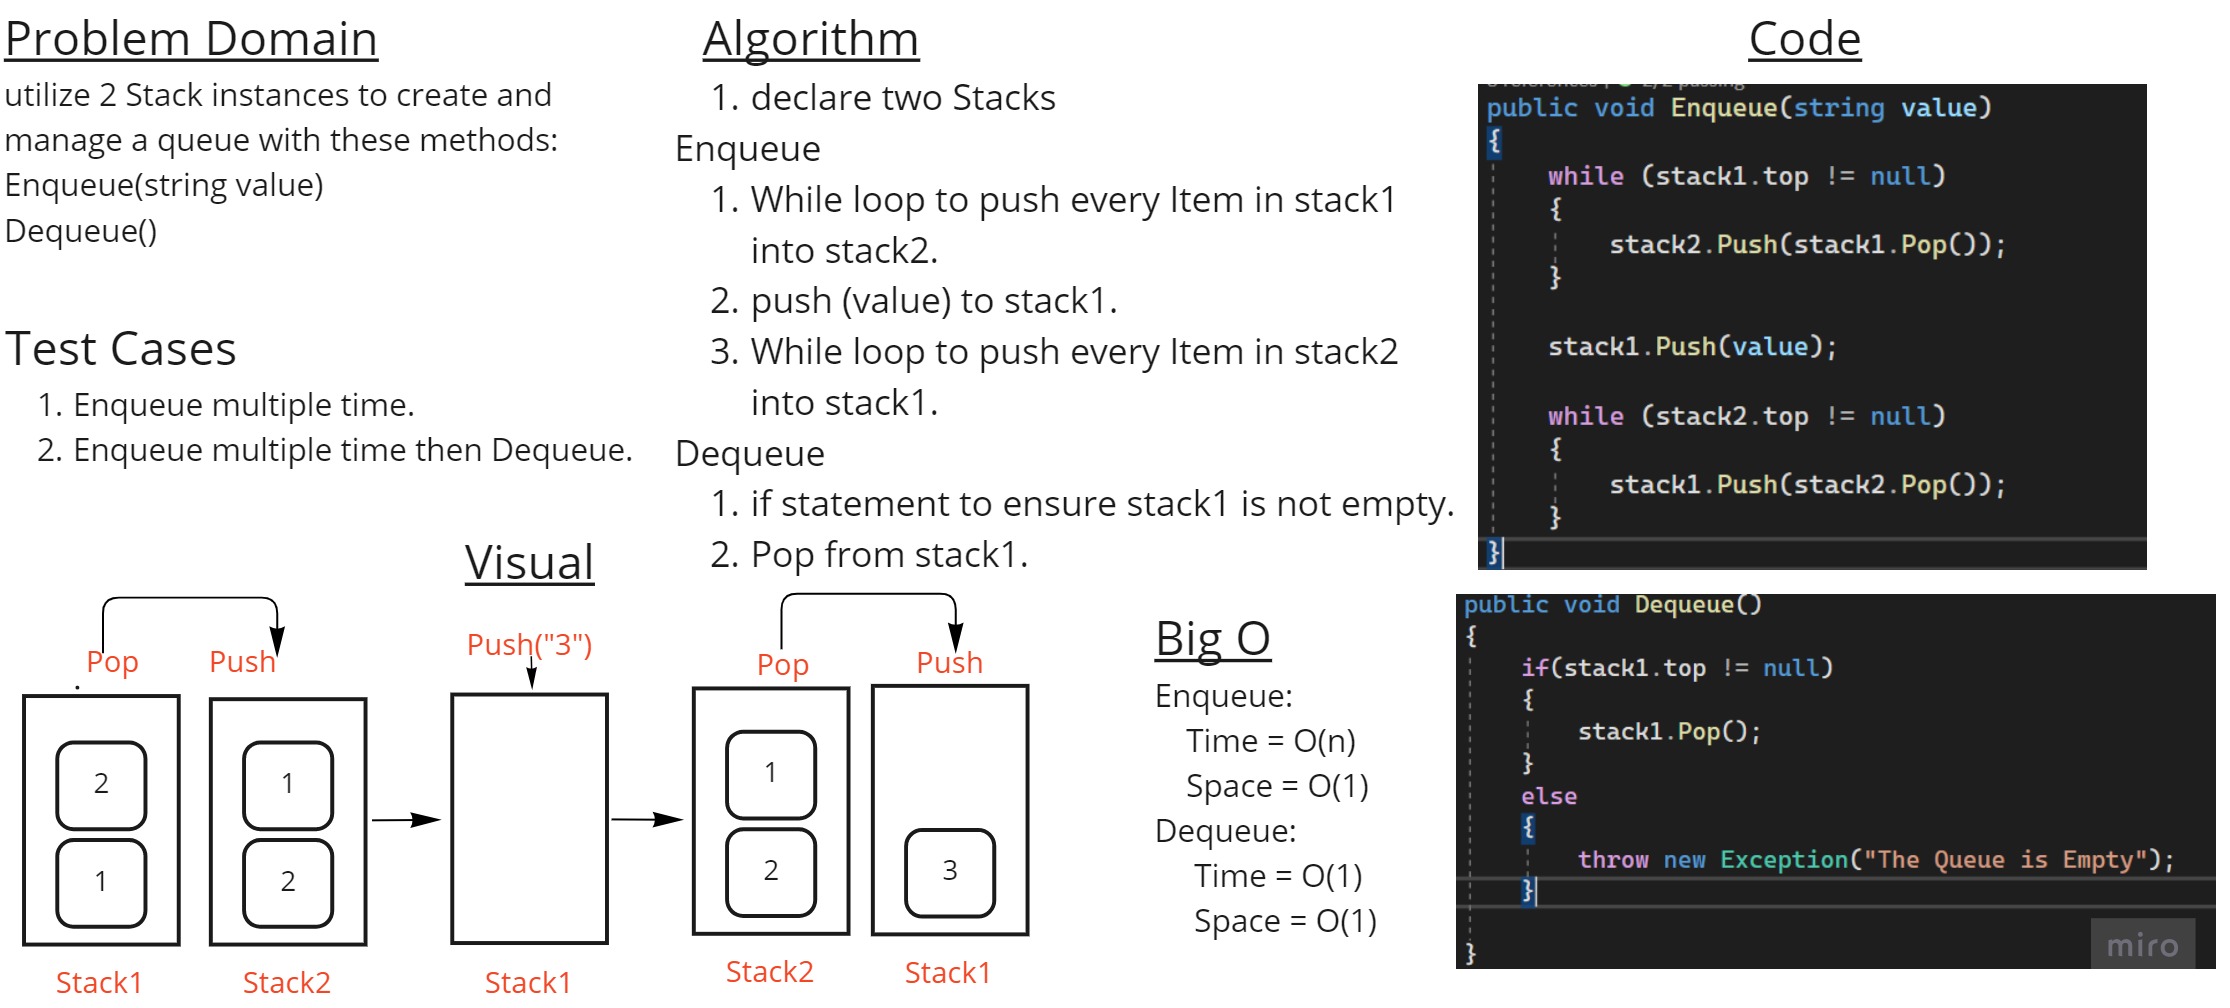 Problem Domain
utilize 2 Stack instances to create and
manage a queue with these methods:
Enqueue(string value)
Dequeue()
Test Cases
1. Enqueue multiple time.
2. Enqueue multiple time then Dequeue.
Algorithm
1. declare two Stacks
Enqueue
1. While loop to push every Item in stack1
into stack2.
2. push (value) to stack1.
3. While loop to push every Item in stack2
into stack1.
Dequeue
1. if statement to ensure stack1 is not empty.
2. Pop from stack1.
Visual
Pop
Push
2
1
1
2
Stack1
Stack2
Push("3")
Stack1
Pop
Push
1
2
3
Stack2
Stack1
Big O
Enqueue:
Time = O(n)
Space = O(1)
Dequeue:
Time = O(1)
Space = O(1)
Code
public void Enqueue(string value)
{
while (stack1.top != null)
{
stack2.Push(stack1.Pop());
}
stack1.Push(value);
while (stack2.top != null)
{
stack1.Push(stack2.Pop());
}
}
public void Dequeue()
{
if(stack1.top != null)
{
stack1.Pop();
}
else
{
throw new Exception("The Queue is Empty");
}
}
miro